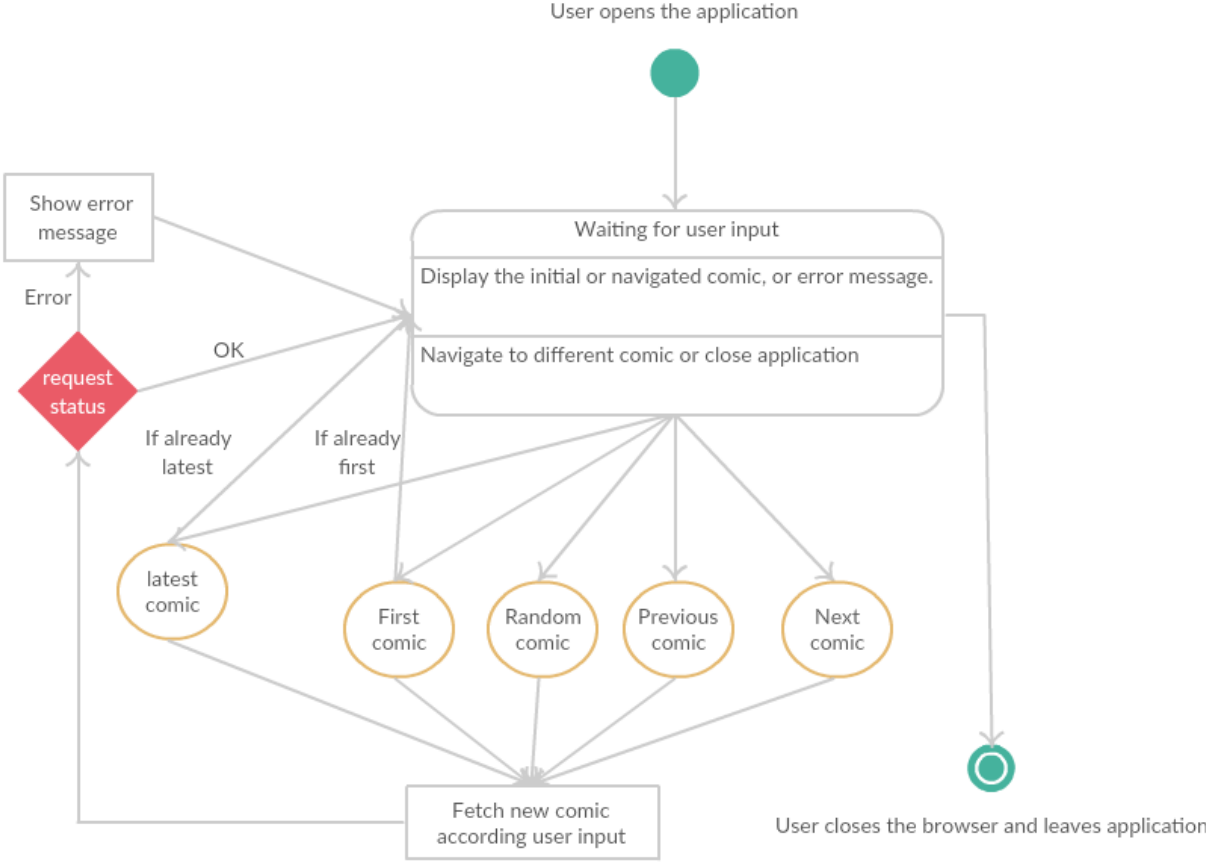 User opens the application
Show error
message
Waiting for user input
Display the initial or navigated comic, or error message.
Error
OK
Navigate to different comic or close application
request
status
If already
latest
If already
first
latest
comic
First
comic
Random
comic
Previous
comic
Next
comic
Fetch new comic
according user input
User closes the browser and leaves application